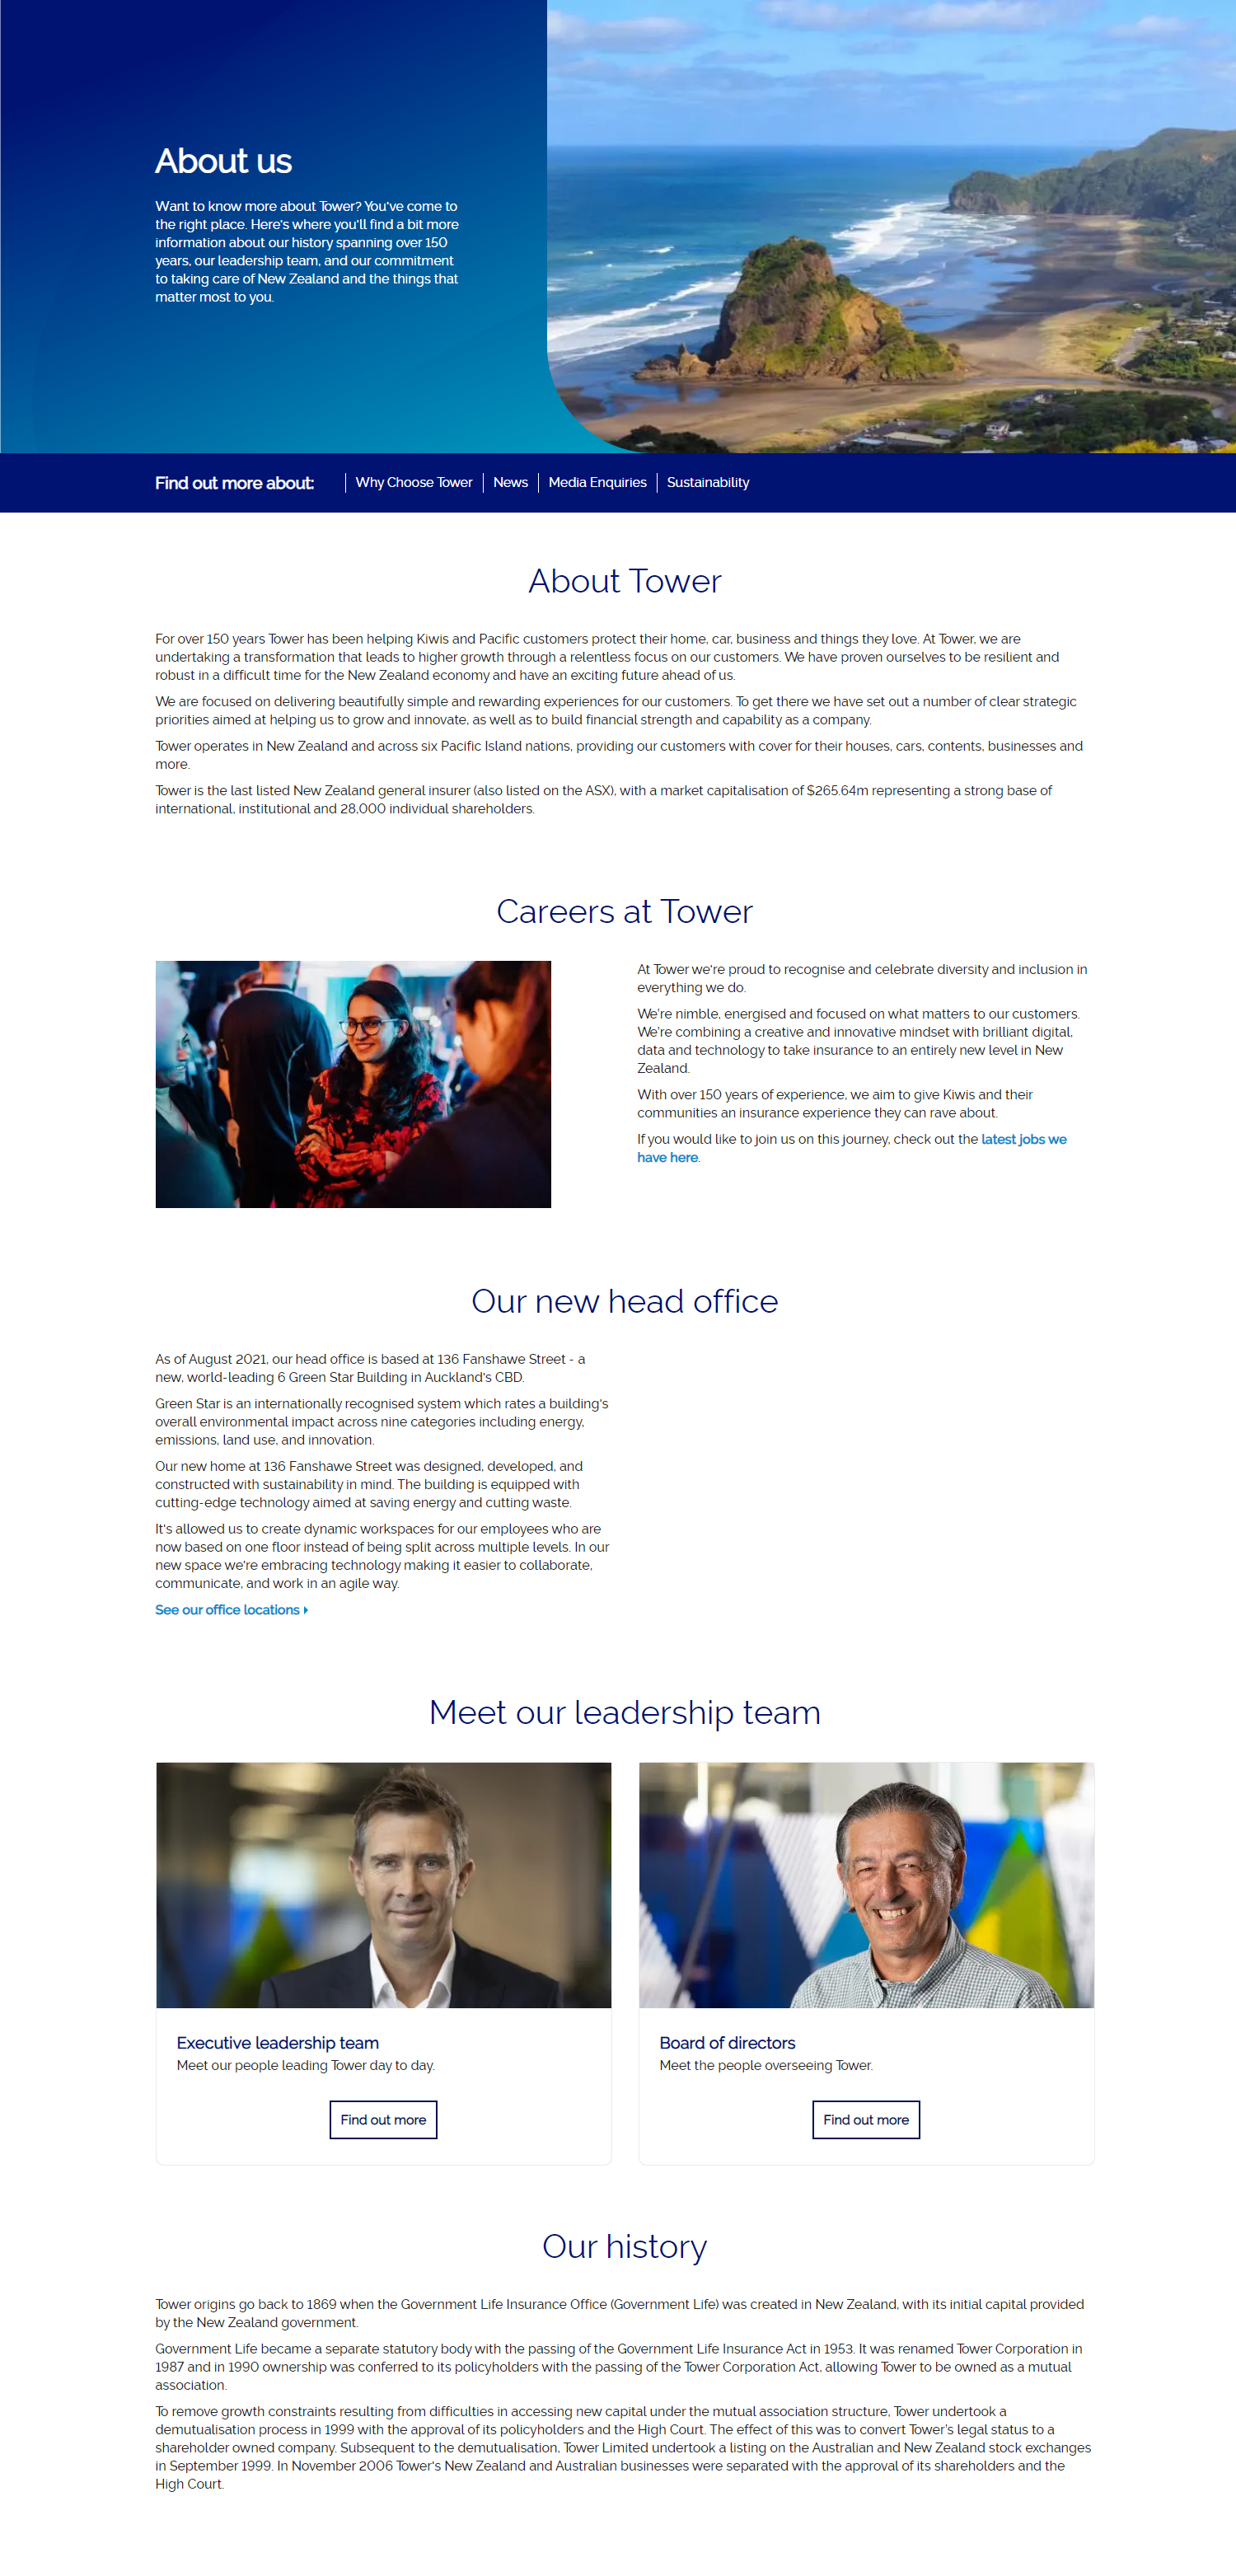 About us
Want to know more about Tower? You've come to
the right place. Here's where you'll find a bit more
information about our history spanning over 150
years, our leadership team, and our commitment
to taking care of New Zealand and the things that
matter most to you.
Find out more about:
Why Choose Tower
News
Media Enquiries
Sustainability
About Tower
For over 150 years Tower has been helping Kiwis and Pacific customers protect their home, car, business and things they love. At Tower, we are
undertaking a transformation that leads to higher growth through a relentless focus on our customers. We have proven ourselves to be resilient and
robust in a difficult time for the New Zealand economy and have an exciting future ahead of us.
We are focused on delivering beautifully simple and rewarding experiences for our customers. To get there we have set out a number of clear strategic
priorities aimed at helping us to grow and innovate, as well as to build financial strength and capability as a company.
Tower operates in New Zealand and across six Pacific Island nations, providing our customers with cover for their houses, cars, contents, businesses and
more.
Tower is the last listed New Zealand general insurer (also listed on the ASX), with a market capitalisation of $265.64m representing a strong base of
international, institutional and 28,000 individual shareholders.
Careers at Tower
At Tower we're proud to recognise and celebrate diversity and inclusion in
everything we do.
We're nimble, energised and focused on what matters to our customers.
We're combining a creative and innovative mindset with brilliant digital,
data and technology to take insurance to an entirely new level in New
Zealand.
With over 150 years of experience, we aim to give Kiwis and their
communities an insurance experience they can rave about.
If you would like to join us on this journey, check out the latest jobs we
have here.
Our new head office
As of August 2021, our head office is based at 136 Fanshawe Street - a
new, world-leading 6 Green Star Building in Auckland's CBD.
Green Star is an internationally recognised system which rates a building's
overall environmental impact across nine categories including energy,
emissions, land use, and innovation.
Our new home at 136 Fanshawe Street was designed, developed, and
constructed with sustainability in mind. The building is equipped with
cutting-edge technology aimed at saving energy and cutting waste.
It's allowed us to create dynamic workspaces for our employees who are
now based on one floor instead of being split across multiple levels. In our
new space we're embracing technology making it easier to collaborate,
communicate, and work in an agile way.
See our office locations
Meet our leadership team
Executive leadership team
Meet our people leading Tower day to day.
Find out more
Board of directors
Meet the people overseeing Tower.
Find out more
Our history
Tower origins go back to 1869 when the Government Life Insurance Office (Government Life) was created in New Zealand, with its initial capital provided
by the New Zealand government.
Government Life became a separate statutory body with the passing of the Government Life Insurance Act in 1953. It was renamed Tower Corporation in
1987 and in 1990 ownership was conferred to its policyholders with the passing of the Tower Corporation Act, allowing Tower to be owned as a mutual
association.
To remove growth constraints resulting from difficulties in accessing new capital under the mutual association structure, Tower undertook a
demutualisation process in 1999 with the approval of its policyholders and the High Court. The effect of this was to convert Tower's legal status to a
shareholder owned company. Subsequent to the demutualisation, Tower Limited undertook a listing on the Australian and New Zealand stock exchanges
in September 1999. In November 2006 Tower's New Zealand and Australian businesses were separated with the approval of its shareholders and the
High Court.